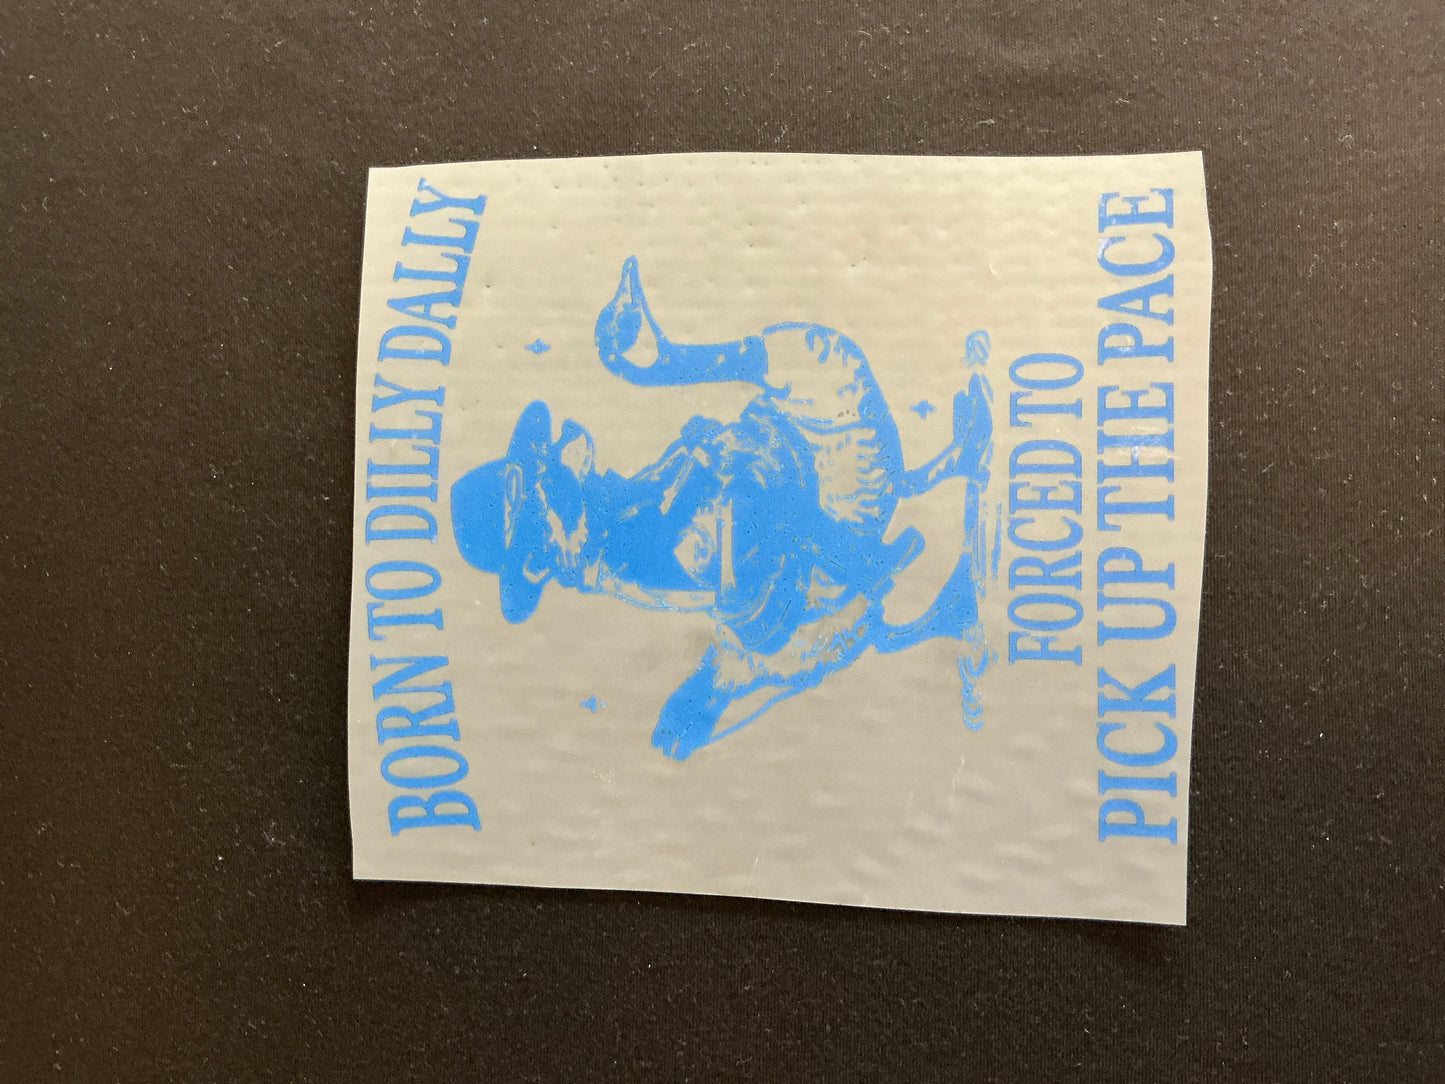 BORN TO DILLY DALLY
FORCED TO
PICK UP THE PACE